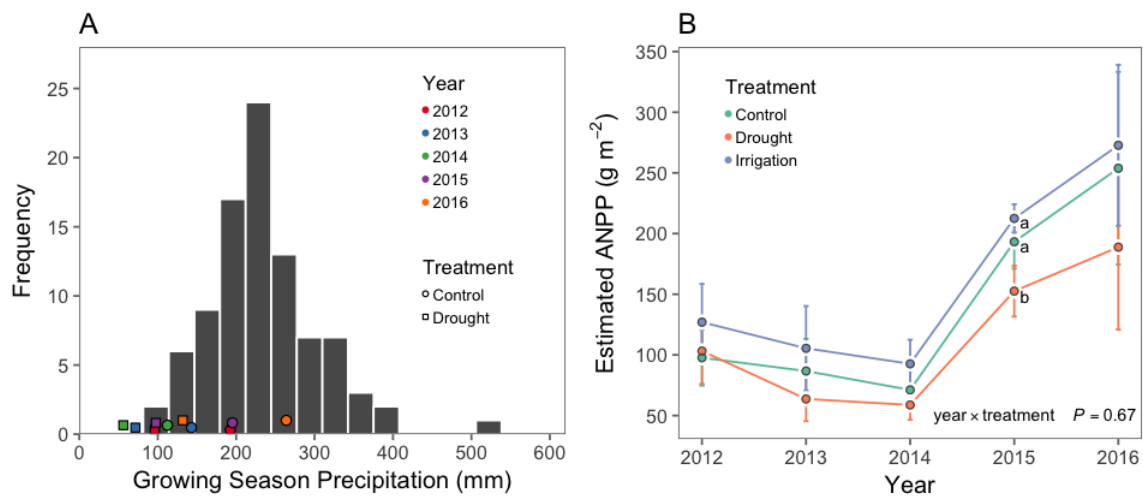 A
25
20
15
10
5
0
Frequency
0 100 200 300 400 500 600
Growing Season Precipitation (mm)
Year
2012
2013
2014
2015
2016
Treatment
Control
Drought
B
350
300
250
200
150
100
50
Estimated ANPP (g m⁻²)
Treatment
Control
Drought
Irrigation
a
a
b
year × treatment P = 0.67
2012 2013 2014 2015 2016
Year